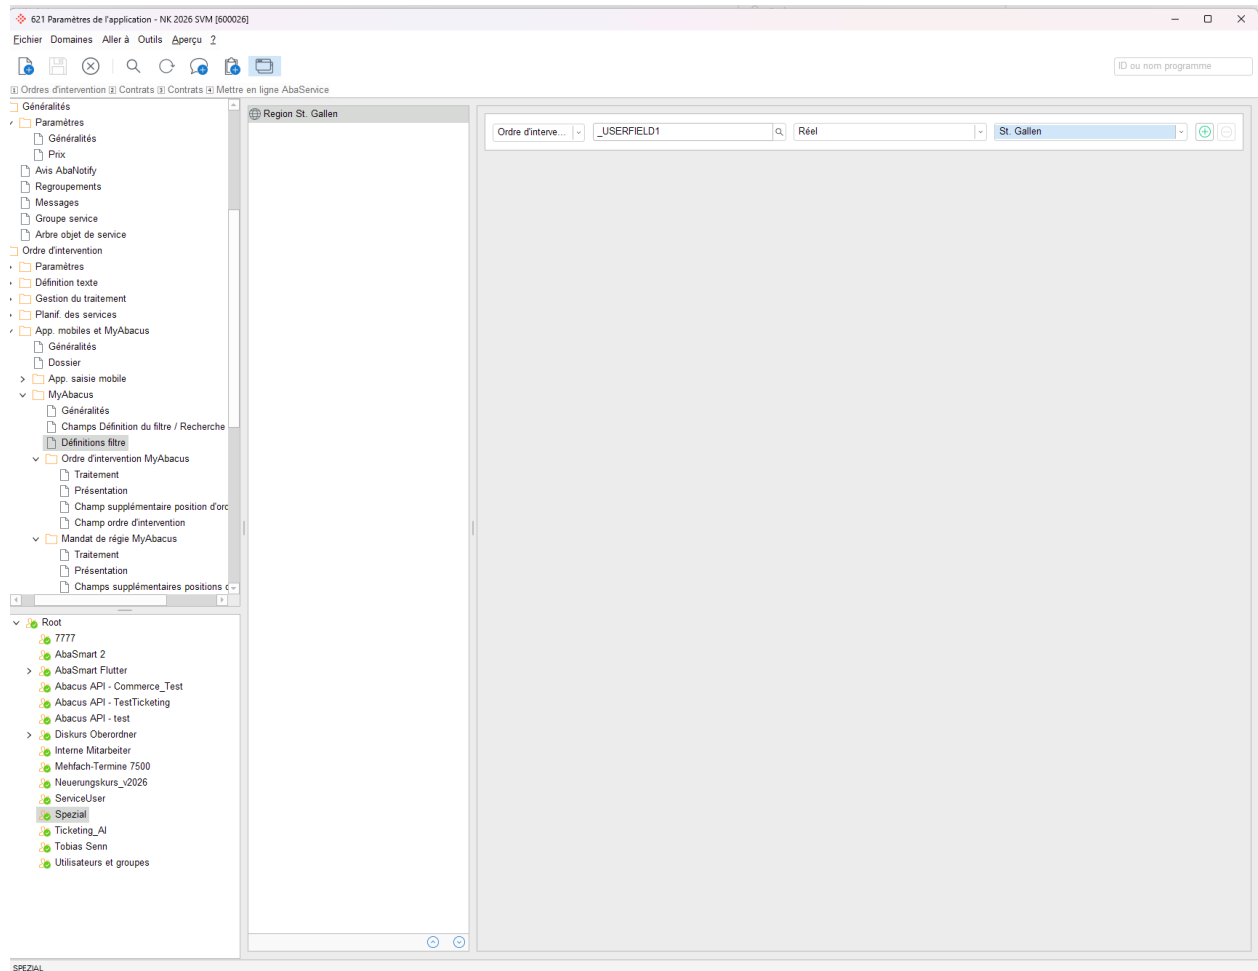 621 Paramètres de l'application - NK 2026 SVM [600026]
Fichier Domaines Aller à Outils Aperçu ?
ID ou nom programme
1 Ordres d'intervention 2 Contrats 3 Contrats 4 Mettre en ligne AbaService
Généralités
Paramètres
Généralités
Prix
Avis AbaNotify
Regroupements
Messages
Groupe service
Arbre objet de service
Ordre d'intervention
Paramètres
Définition texte
Gestion du traitement
Planif. des services
App. mobiles et MyAbacus
Généralités
Dossier
App. saisie mobile
MyAbacus
Généralités
Champs Définition du filtre / Recherche
Définitions filtre
Ordre d'intervention MyAbacus
Traitement
Présentation
Champ supplémentaire position d'orc
Champ ordre d'intervention
Mandat de régie MyAbacus
Traitement
Présentation
Champs supplémentaires positions
Root
7777
AbaSmart 2
AbaSmart Flutter
Abacus API - Commerce_Test
Abacus API - TestTicketing
Abacus API - test
Diskurs Oberordner
Interne Mitarbeiter
Mehfach-Termine 7500
Neuerungskurs_v2026
ServiceUser
Spezial
Ticketing_AI
Tobias Senn
Utilisateurs et groupes
Region St. Gallen
Ordre d'interve... _USERFIELD1 Réel St. Gallen
SPEZIAL